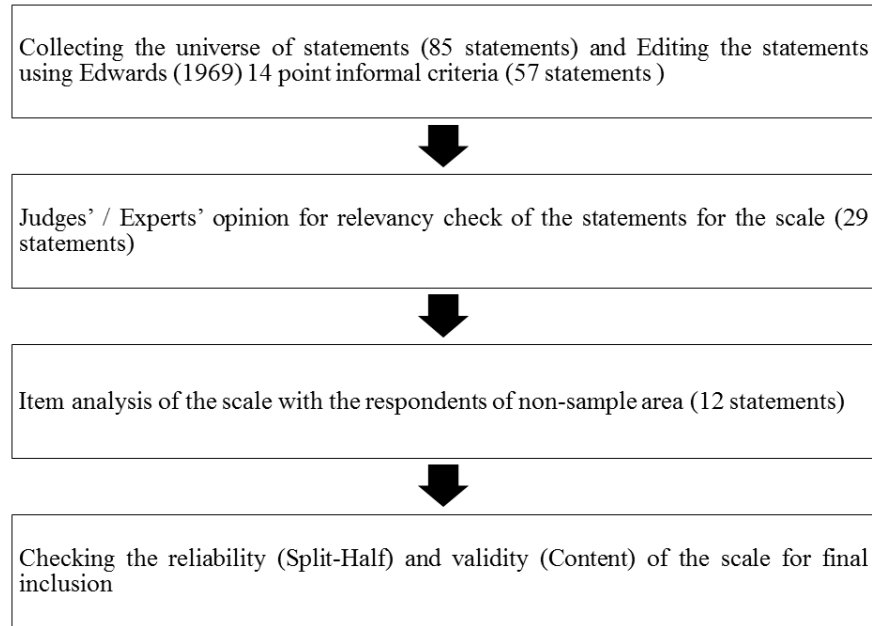 Collecting the universe of statements (85 statements) and Editing the statements
using Edwards (1969) 14 point informal criteria (57 statements )
Judges’ / Experts’ opinion for relevancy check of the statements for the scale (29
statements)
Item analysis of the scale with the respondents of non-sample area (12 statements)
Checking the reliability (Split-Half) and validity (Content) of the scale for final
inclusion